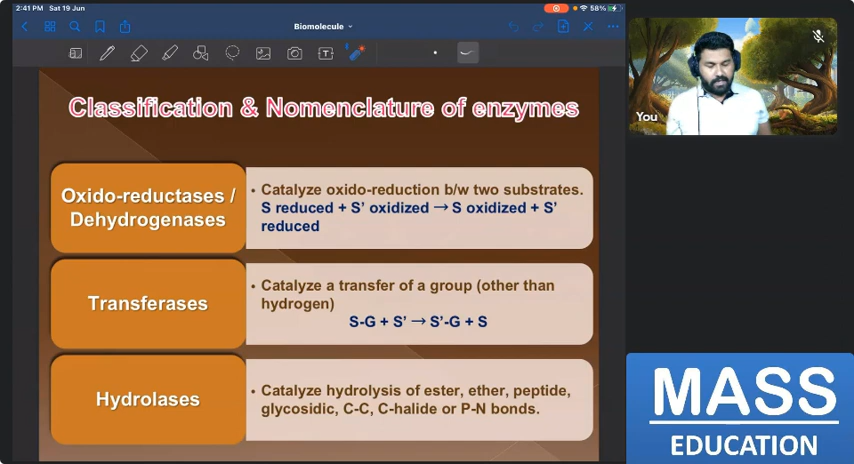 2:41 PM Sat 19 Jun
58%
Biomolecule
Classification & Nomenclature of enzymes
Oxido-reductases /
Dehydrogenases
• Catalyze oxido-reduction b/w two substrates.
S reduced + S' oxidized → S oxidized + S'
reduced
Transferases
• Catalyze a transfer of a group (other than
hydrogen)
S-G + S' → S'-G + S
Hydrolases
• Catalyze hydrolysis of ester, ether, peptide,
glycosidic, C-C, C-halide or P-N bonds.
You
MASS
EDUCATION